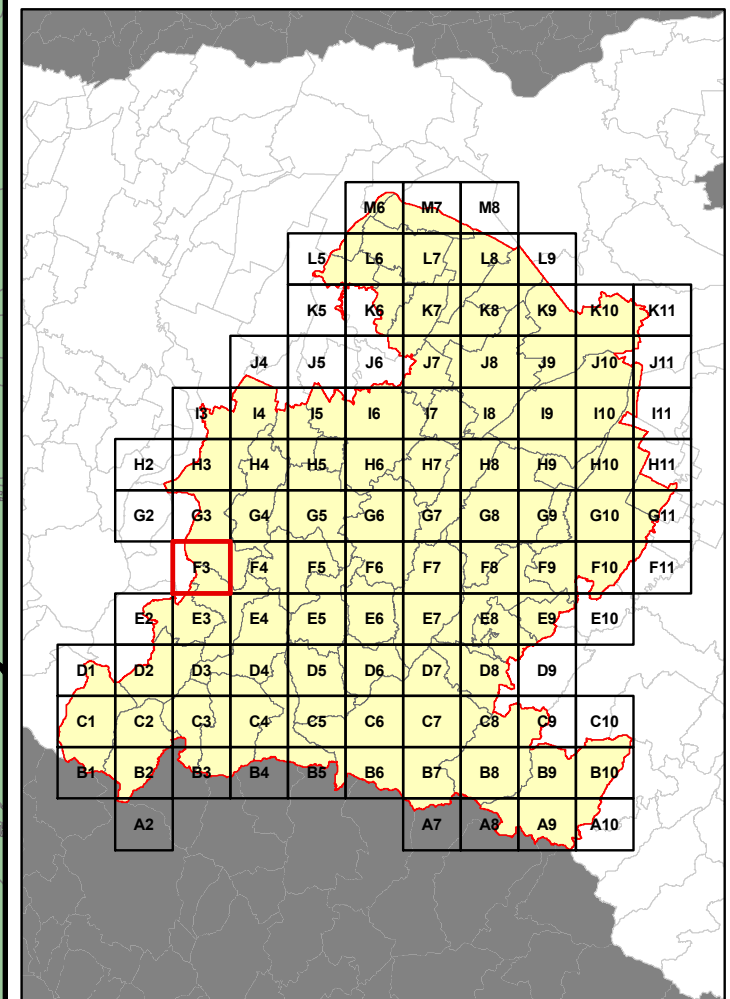 M6 M7 M8
L5 L6 L7 L8 L9
K5 K6 K7 K8 K9 K10 K11
J4 J5 J6 J7 J8 J9 J10 J11
I3 I4 I5 I6 I7 I8 I9 I10 I11
H2 H3 H4 H5 H6 H7 H8 H9 H10 H11
G2 G3 G4 G5 G6 G7 G8 G9 G10 G11
F3 F4 F5 F6 F7 F8 F9 F10 F11
E2 E3 E4 E5 E6 E7 E8 E9 E10
D1 D2 D3 D4 D5 D6 D7 D8 D9
C1 C2 C3 C4 C5 C6 C7 C8 C9 C10
B1 B2 B3 B4 B5 B6 B7 B8 B9 B10
A2 A7 A8 A9 A10